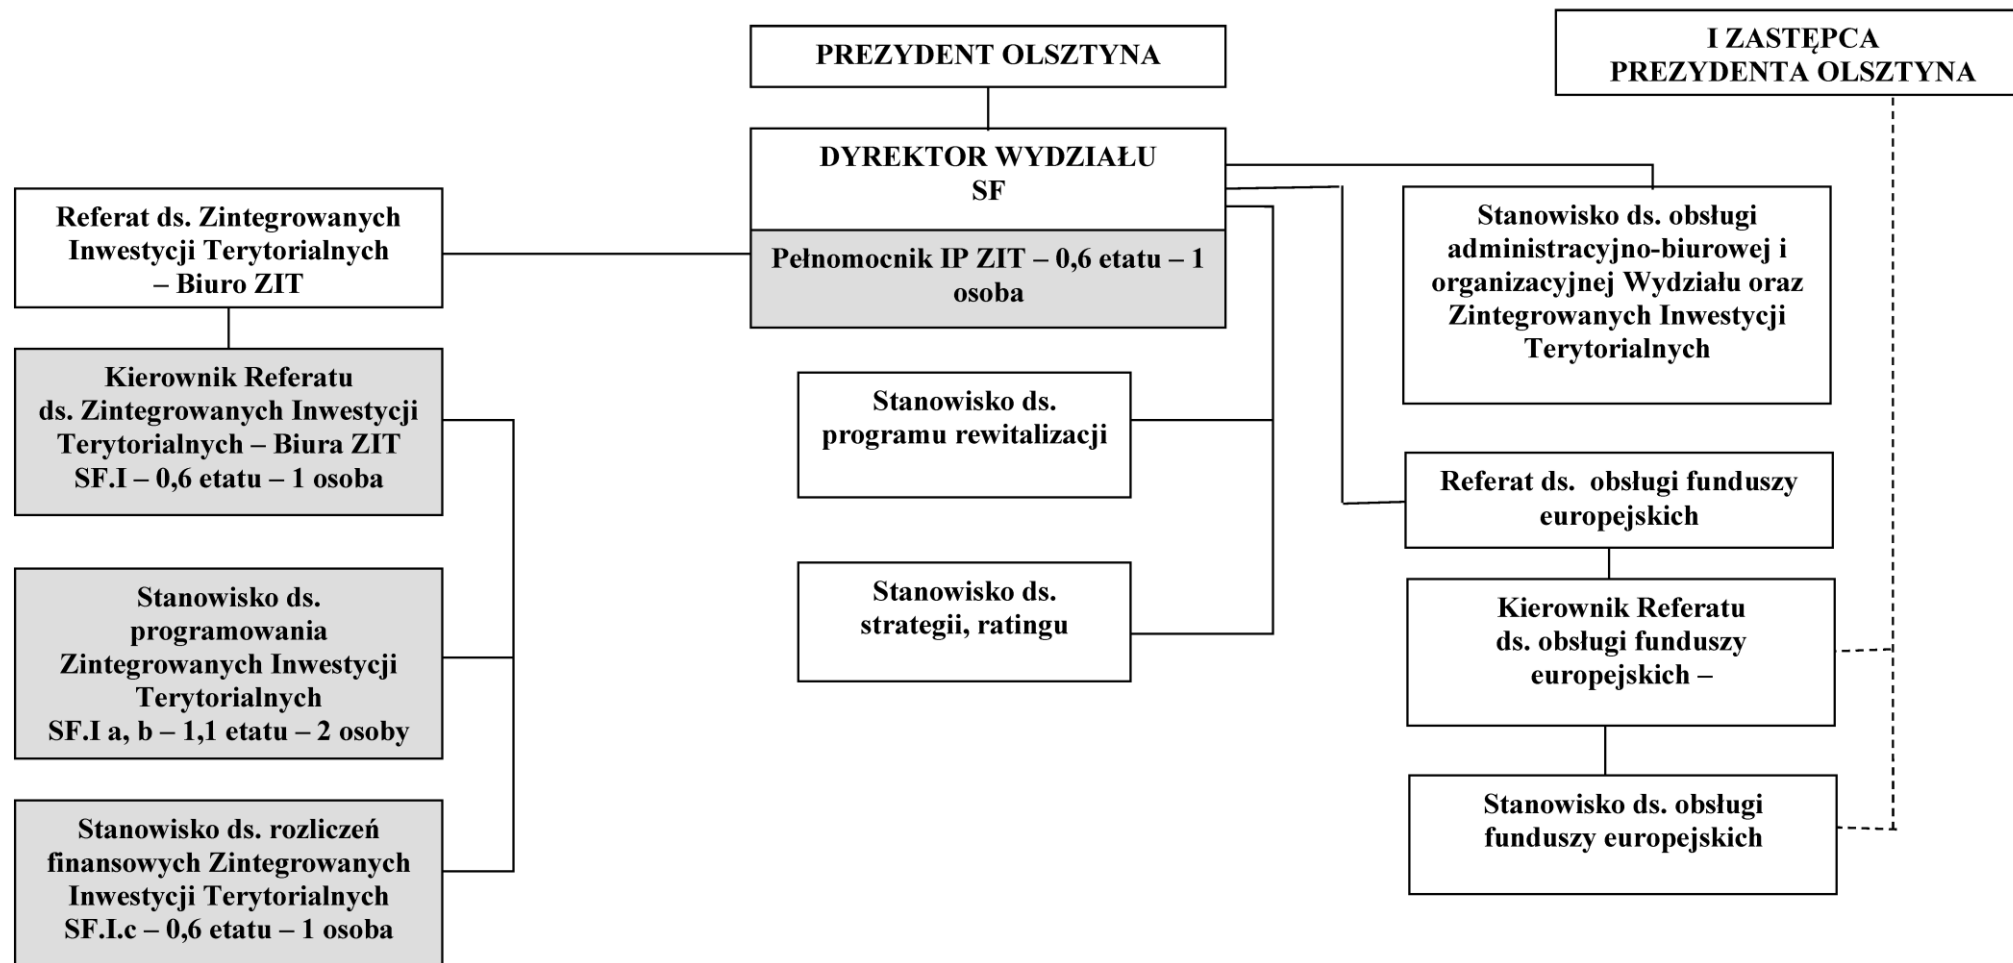 PREZYDENT OLSZTYNA
I ZASTĘPCA
PREZYDENTA OLSZTYNA
DYREKTOR WYDZIAŁU
SF
Pełnomocnik IP ZIT – 0,6 etatu – 1
osoba
Referat ds. Zintegrowanych
Inwestycji Terytorialnych
– Biuro ZIT
Kierownik Referatu
ds. Zintegrowanych Inwestycji
Terytorialnych – Biura ZIT
SF.I – 0,6 etatu – 1 osoba
Stanowisko ds.
programowania
Zintegrowanych Inwestycji
Terytorialnych
SF.I a, b – 1,1 etatu – 2 osoby
Stanowisko ds. rozliczeń
finansowych Zintegrowanych
Inwestycji Terytorialnych
SF.I.c – 0,6 etatu – 1 osoba
Stanowisko ds.
programu rewitalizacji
Stanowisko ds.
strategii, ratingu
Stanowisko ds. obsługi
administracyjno-biurowej i
organizacyjnej Wydziału oraz
Zintegrowanych Inwestycji
Terytorialnych
Referat ds. obsługi funduszy
europejskich
Kierownik Referatu
ds. obsługi funduszy
europejskich –
Stanowisko ds. obsługi
funduszy europejskich